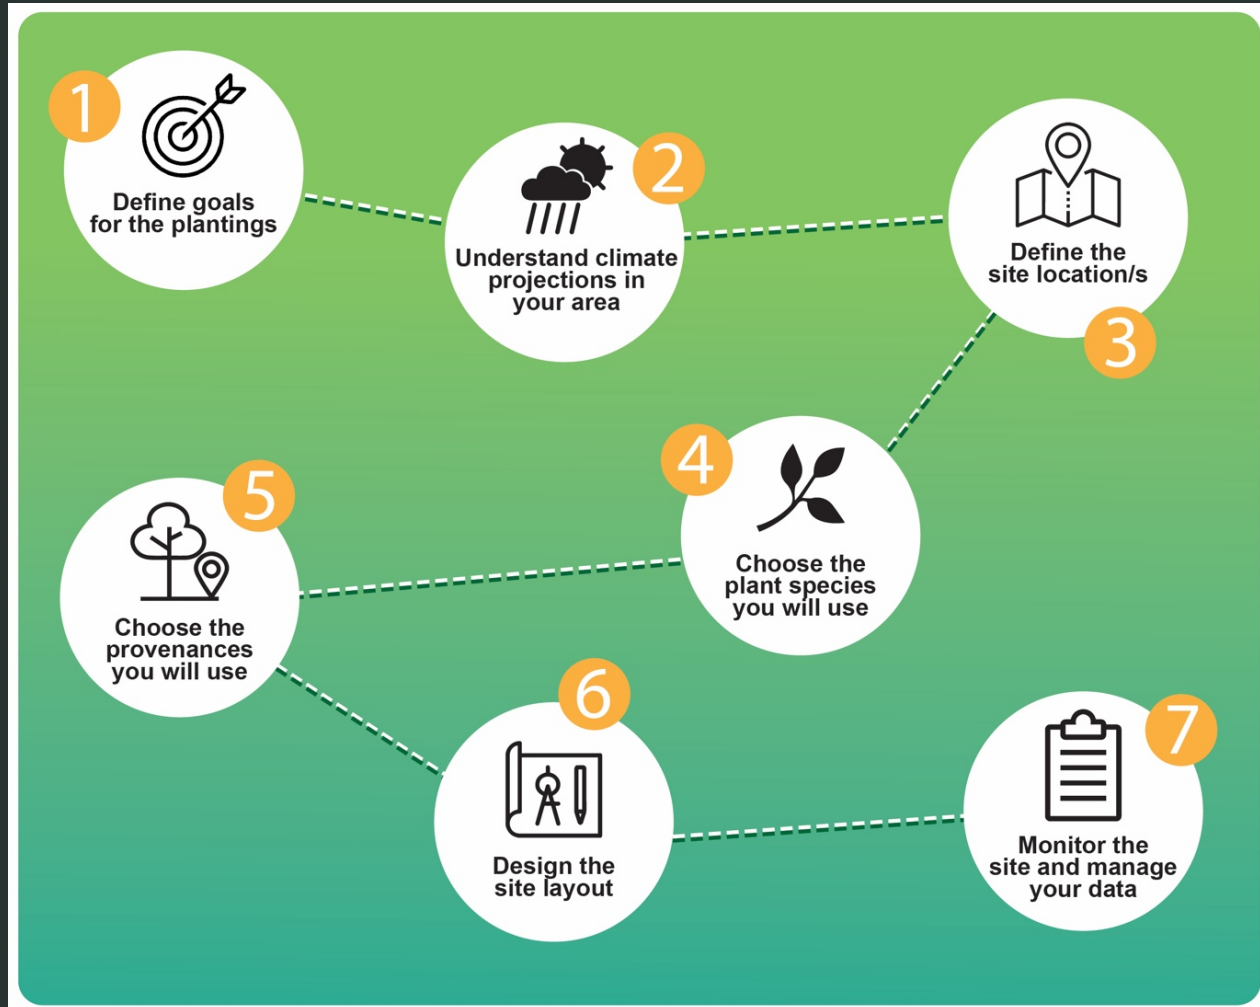 1
Define goals
for the plantings
2
Understand climate
projections in
your area
3
Define the
site location/s
4
Choose the
plant species
you will use
5
Choose the
provenances
you will use
6
Design the
site layout
7
Monitor the
site and manage
your data